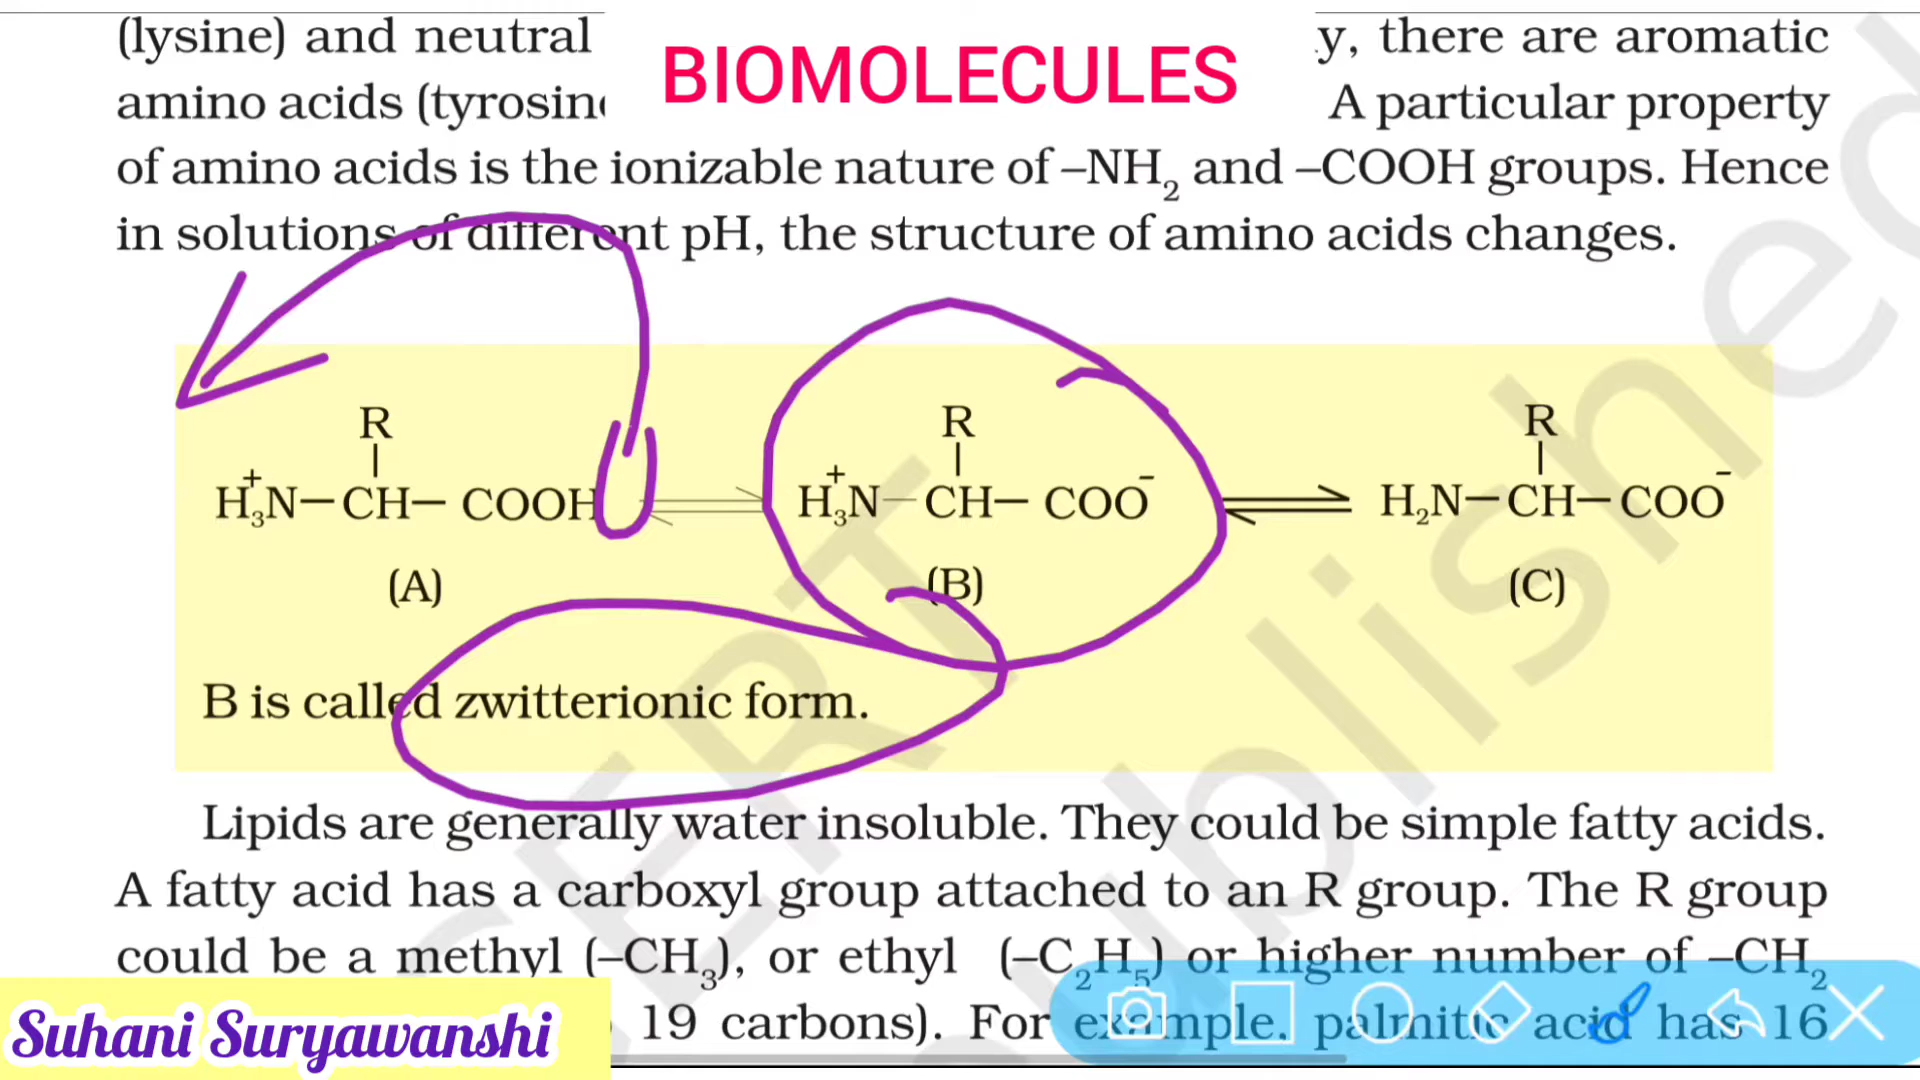 (lysine) and neutral
BIOMOLECULES
y, there are aromatic
amino acids (tyrosine
A particular property
of amino acids is the ionizable nature of –NH₂ and –COOH groups. Hence
in solutions of different pH, the structure of amino acids changes.
R R R
H₃⁺N–CH–COOH ⇌ H₃⁺N–CH–COO⁻ ⇌ H₂N–CH–COO⁻
(A) (B) (C)
B is called zwitterionic form.
Lipids are generally water insoluble. They could be simple fatty acids.
A fatty acid has a carboxyl group attached to an R group. The R group
could be a methyl (–CH₃), or ethyl (–C₂H₅) or higher number of –CH₂
Suhani Suryawanshi
19 carbons). For example, palmitic acid has 16